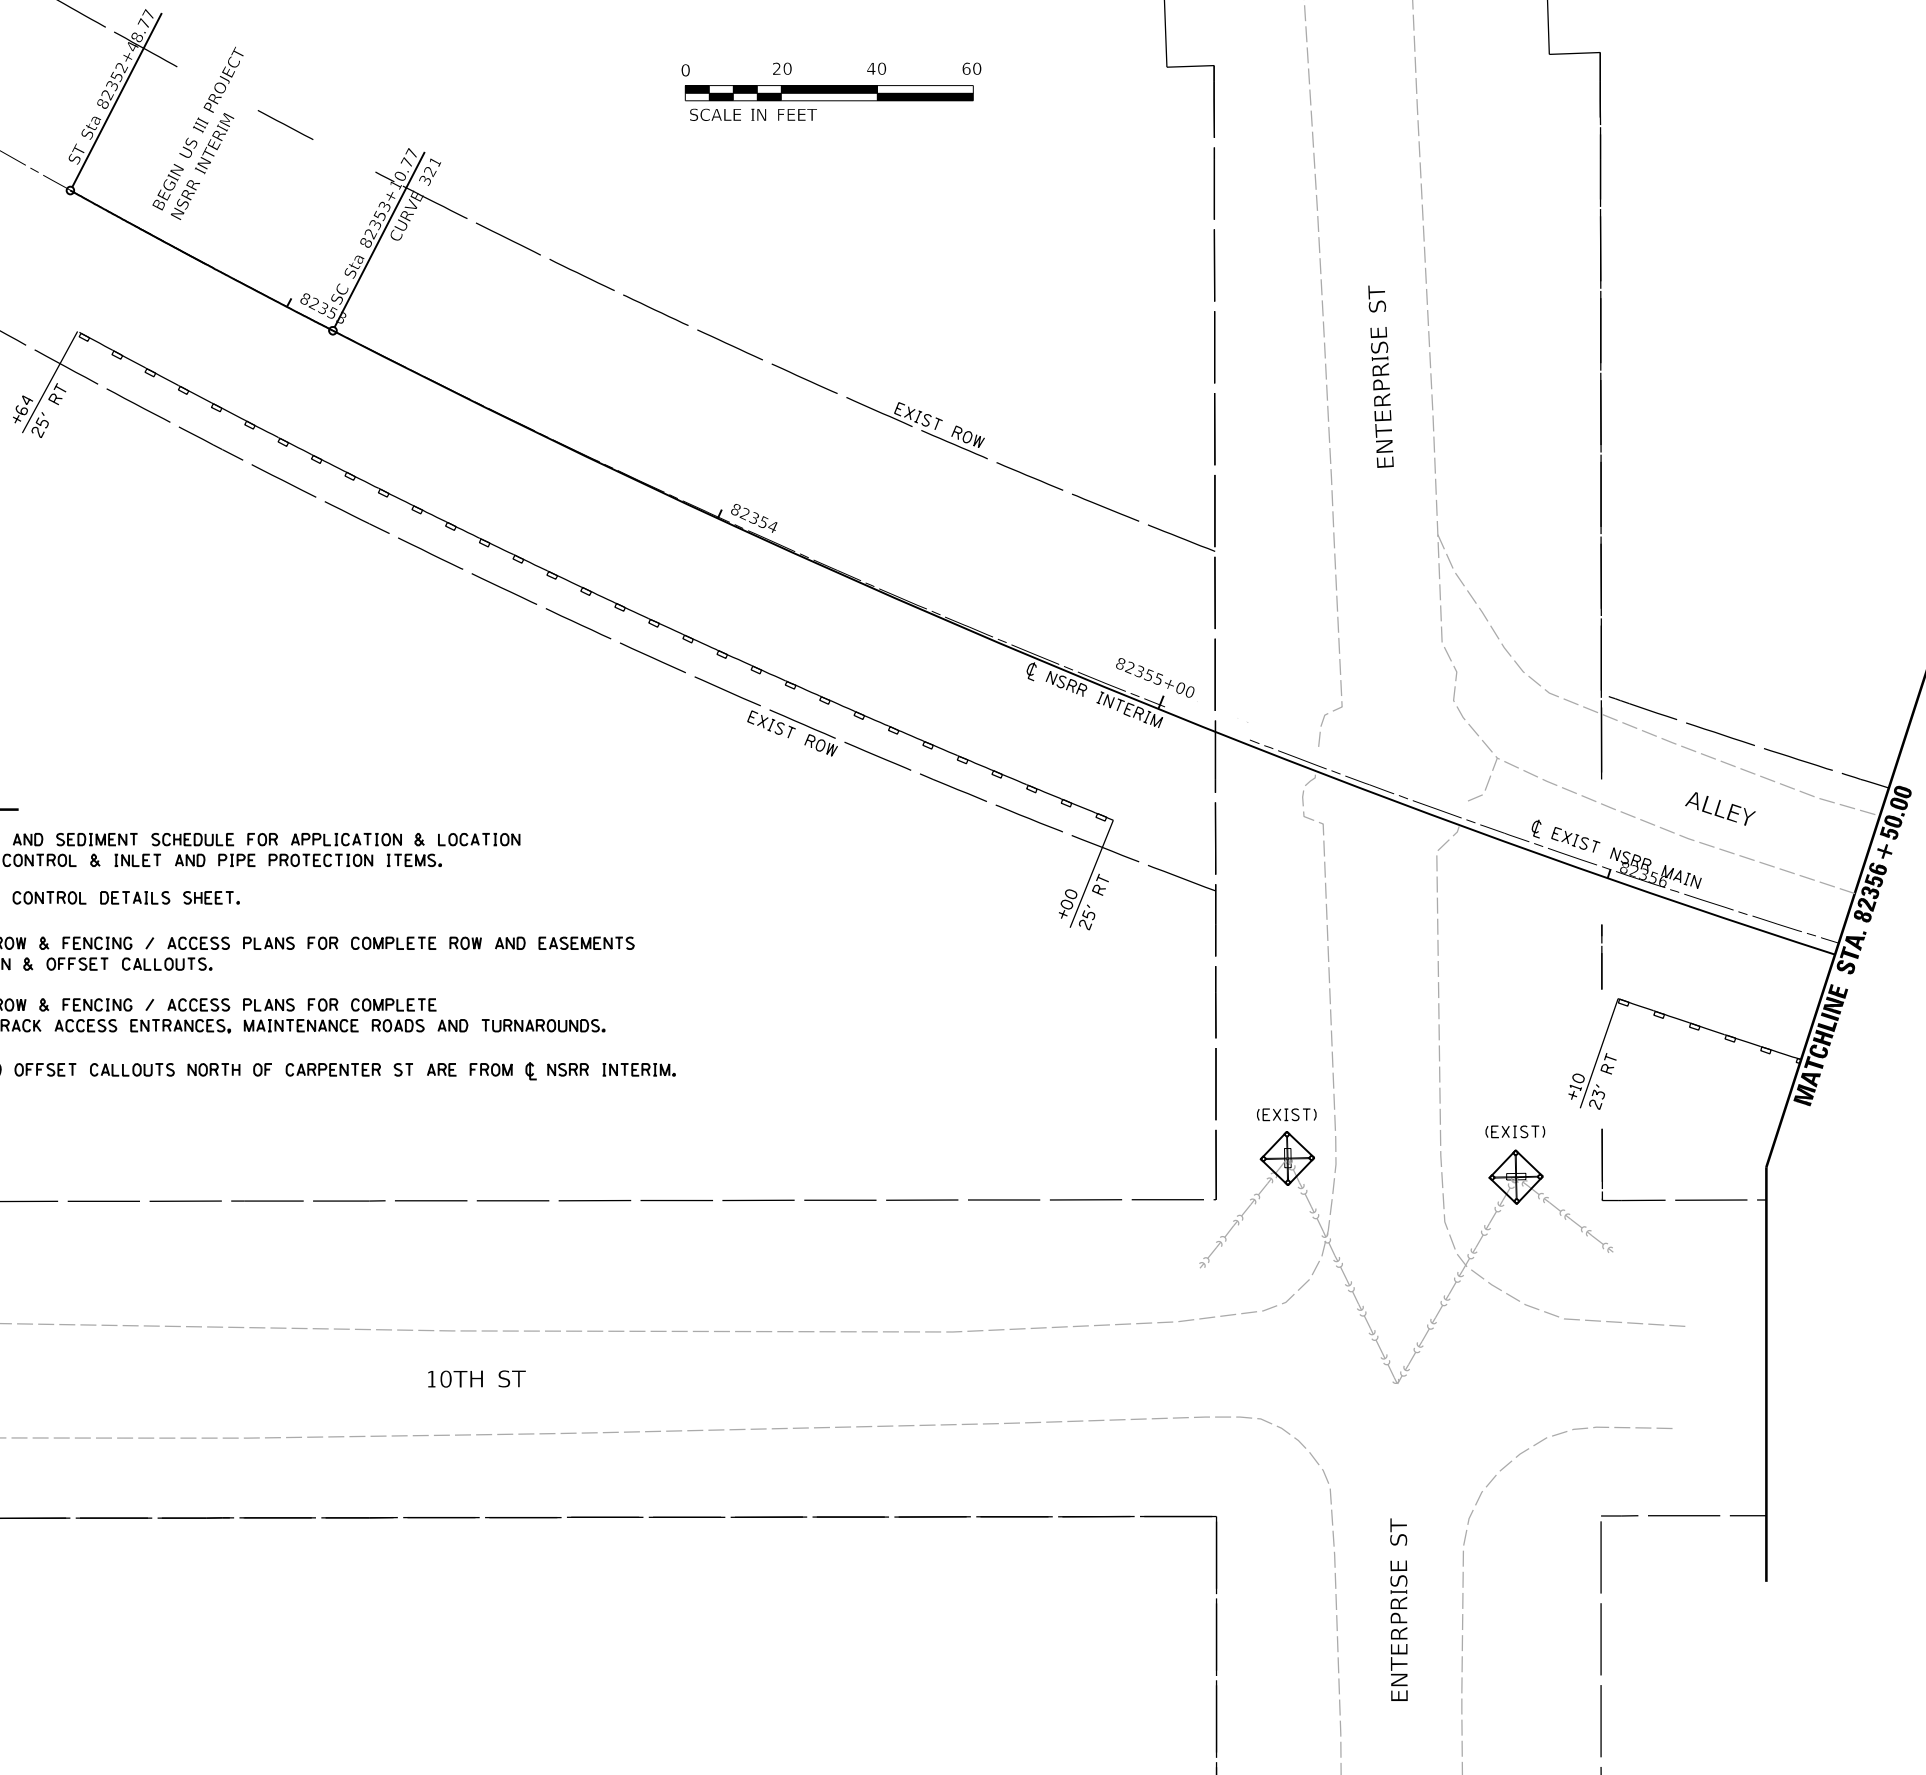 ST Sta 82352+48.77
BEGIN US III PROJECT
NSRR INTERIM
0 20 40 60
SCALE IN FEET
SC Sta 82353+10.77
CURVE 321
82353
+64
25' RT
EXIST ROW
ENTERPRISE ST
82354
82355+00
℄ NSRR INTERIM
EXIST ROW
ALLEY
℄ EXIST NSRR MAIN
82356
MATCHLINE STA. 82356+50.00
+00
25' RT
+10
23' RT
AND SEDIMENT SCHEDULE FOR APPLICATION & LOCATION
CONTROL & INLET AND PIPE PROTECTION ITEMS.
CONTROL DETAILS SHEET.
ROW & FENCING / ACCESS PLANS FOR COMPLETE ROW AND EASEMENTS
N & OFFSET CALLOUTS.
ROW & FENCING / ACCESS PLANS FOR COMPLETE
RACK ACCESS ENTRANCES, MAINTENANCE ROADS AND TURNAROUNDS.
OFFSET CALLOUTS NORTH OF CARPENTER ST ARE FROM ℄ NSRR INTERIM.
(EXIST)
(EXIST)
10TH ST
ENTERPRISE ST